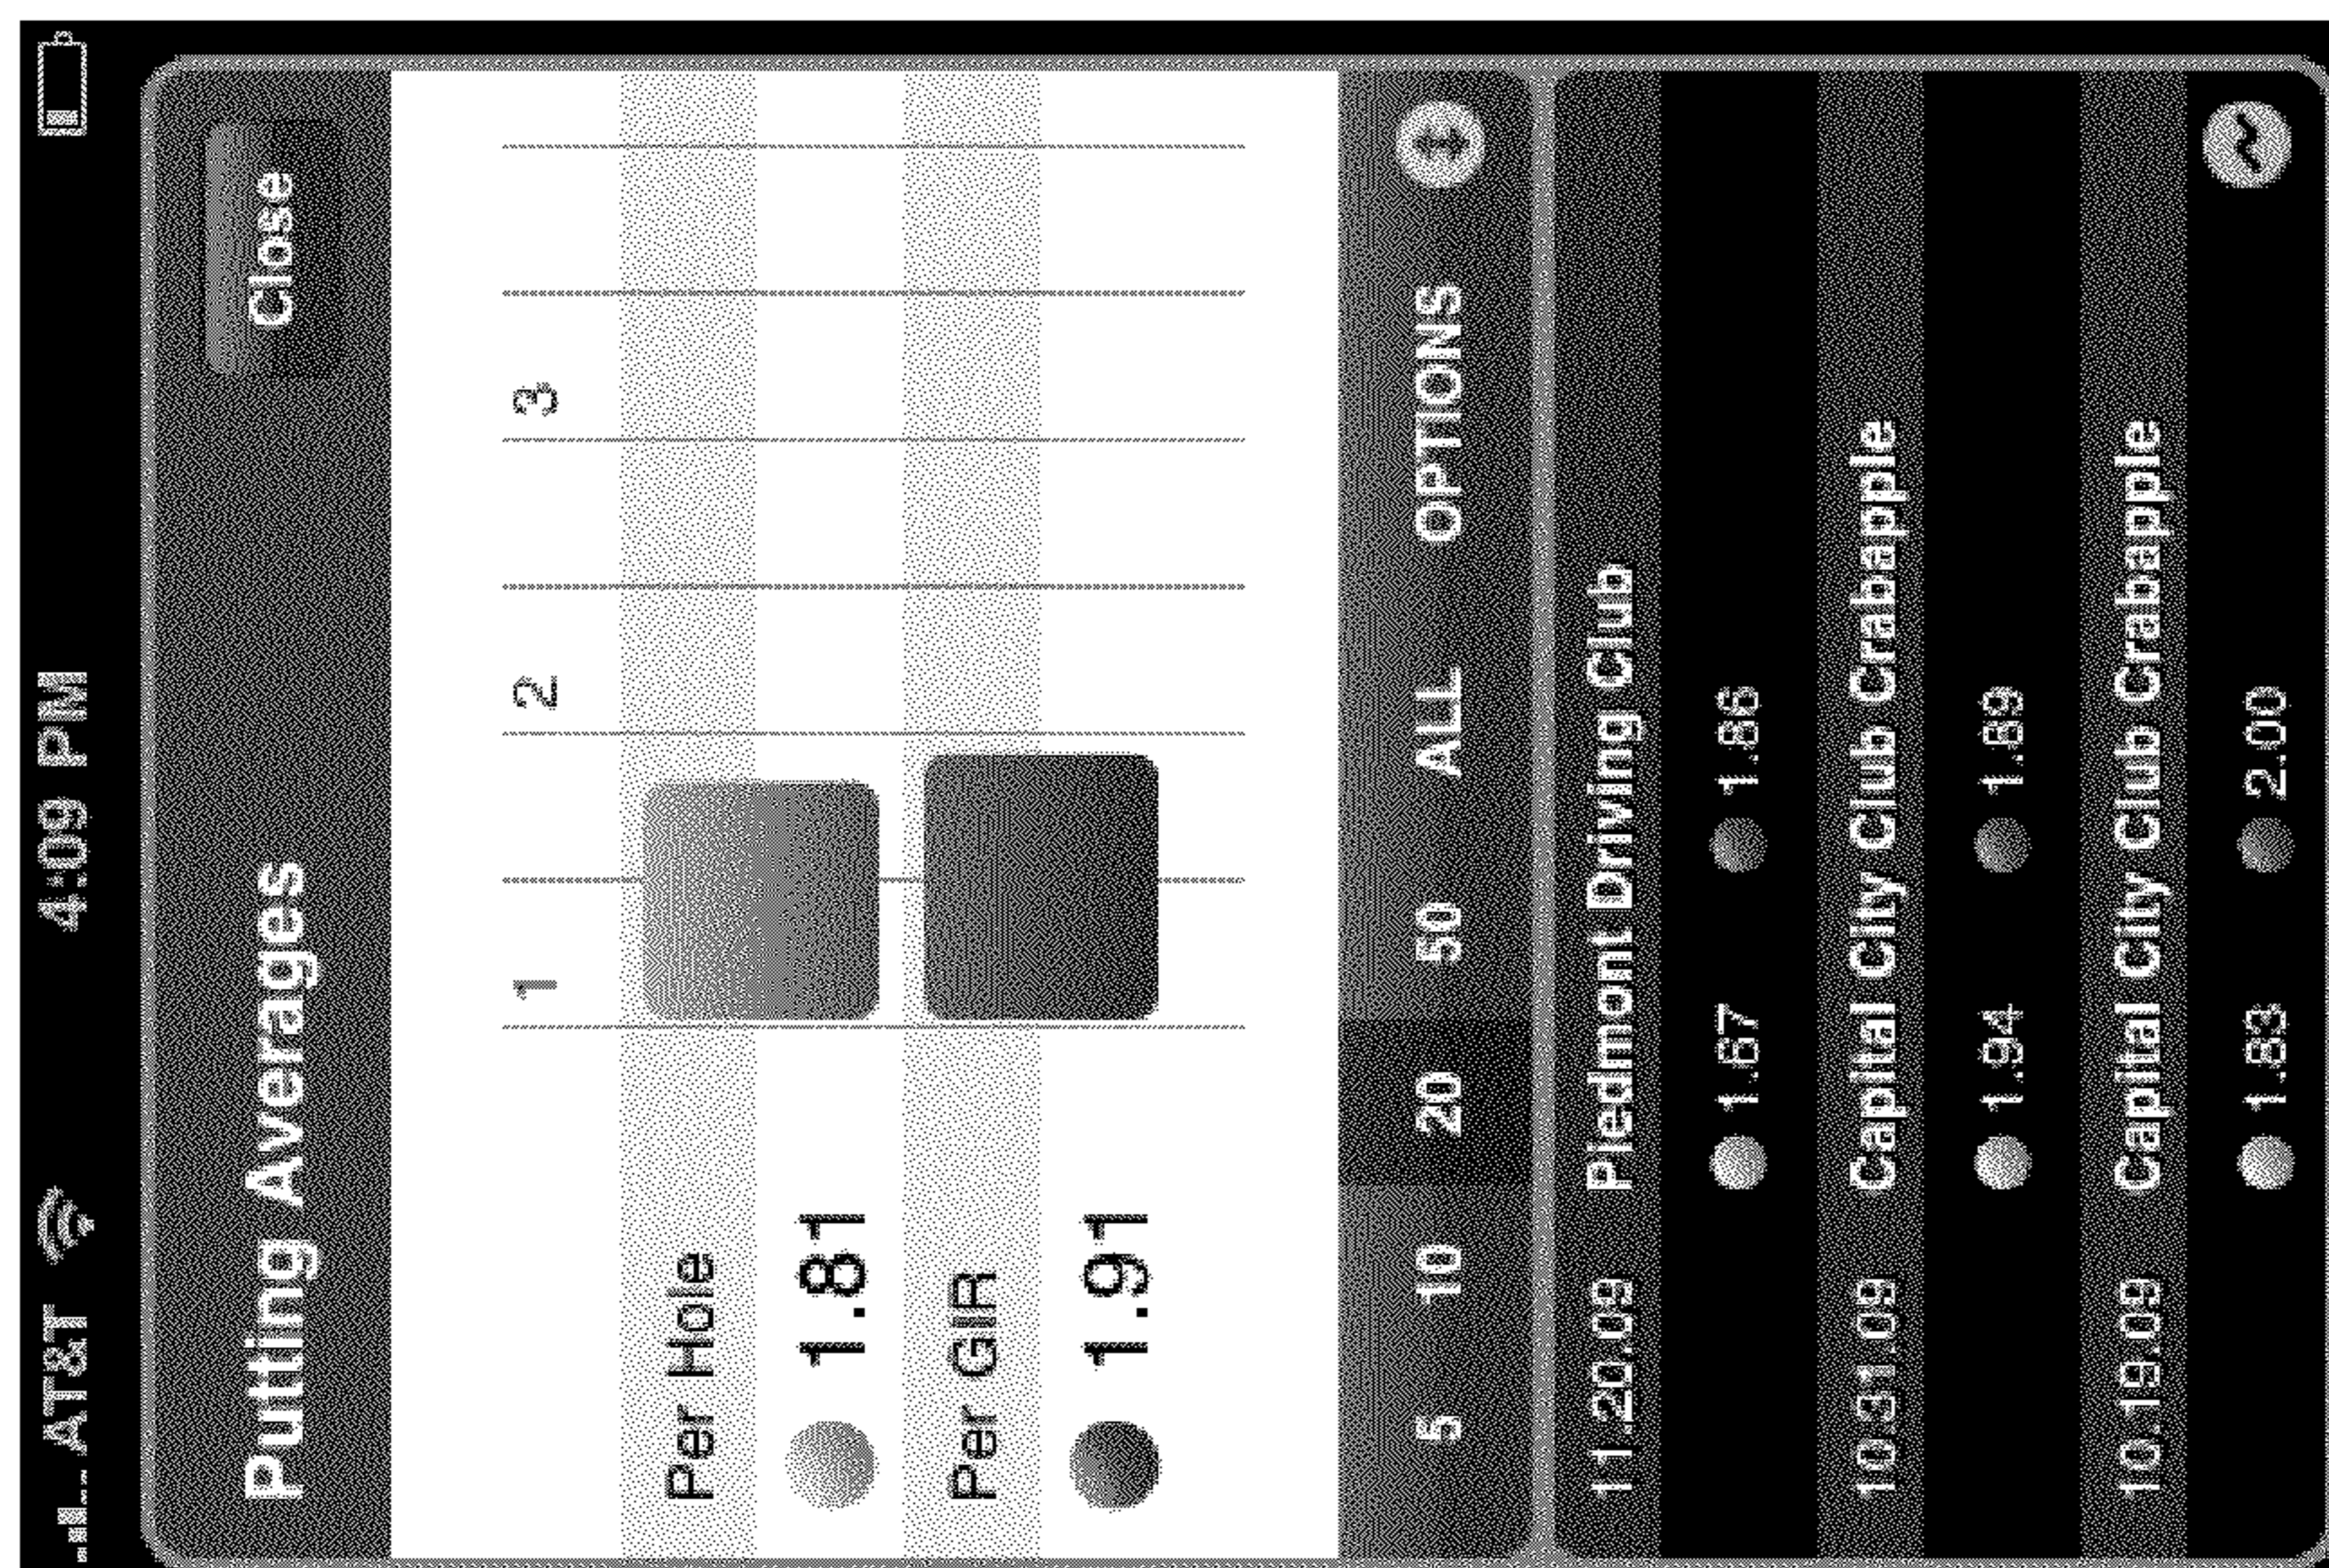 AT&T 4:09 PM
Putting Averages Close
1 2 3
Per Hole
1.81
Per GIR
1.91
5 10 20 50 ALL OPTIONS
11.20.09 Piedmont Driving Club
1.67 1.86
10.31.09 Capital City Club Crabapple
1.94 1.89
10.19.09 Capital City Club Crabapple
1.83 2.00